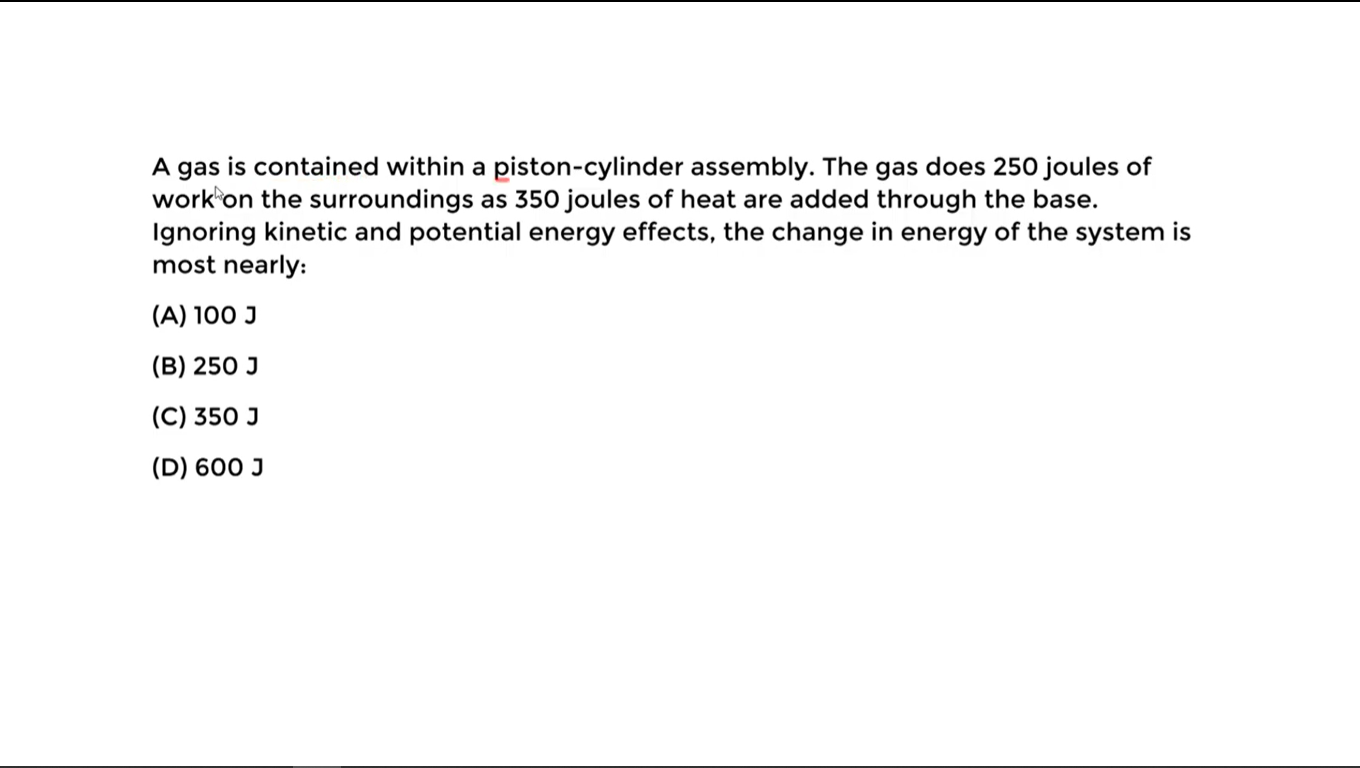 A gas is contained within a piston-cylinder assembly. The gas does 250 joules of
work on the surroundings as 350 joules of heat are added through the base.
Ignoring kinetic and potential energy effects, the change in energy of the system is
most nearly:
(A) 100 J
(B) 250 J
(C) 350 J
(D) 600 J